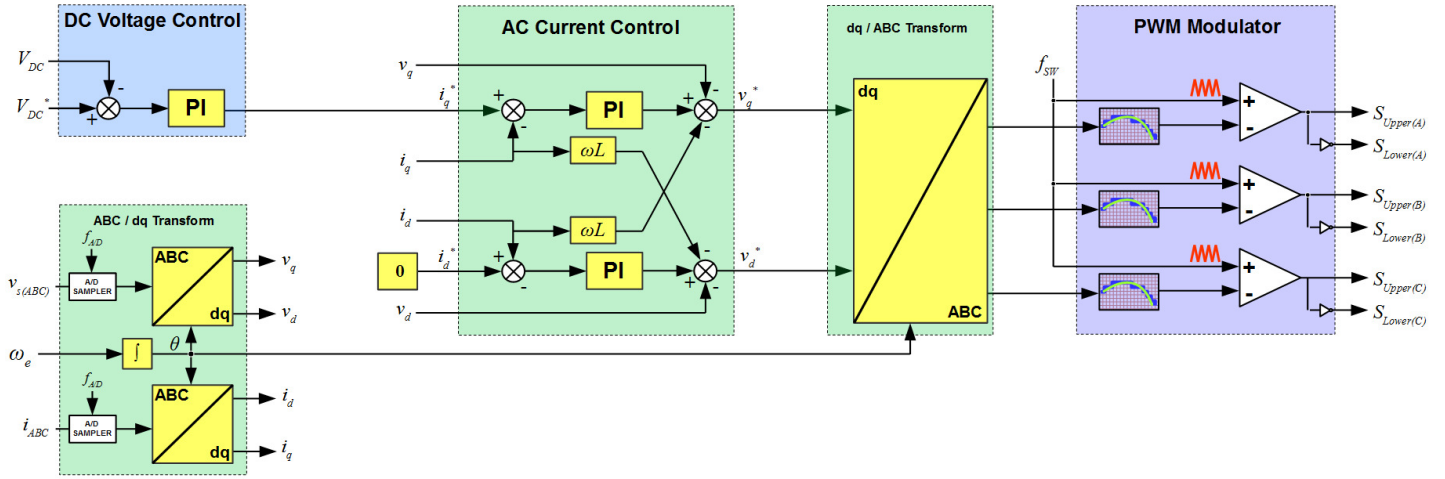 DC Voltage Control
V_DC
-
V_DC*
+
PI
ABC / dq Transform
f_A/D
v_s(ABC)
A/D
SAMPLER
ABC
dq
v_q
v_d
ω_e
∫
θ
f_A/D
i_ABC
A/D
SAMPLER
ABC
dq
i_d
i_q
AC Current Control
v_q
i_q*
+
-
PI
+
-
-
v_q*
i_q
ωL
i_d
ωL
0
i_d*
+
-
PI
+
-
-
v_d*
v_d
dq / ABC Transform
dq
ABC
PWM Modulator
f_SW
+
-
S_Upper(A)
S_Lower(A)
+
-
S_Upper(B)
S_Lower(B)
+
-
S_Upper(C)
S_Lower(C)